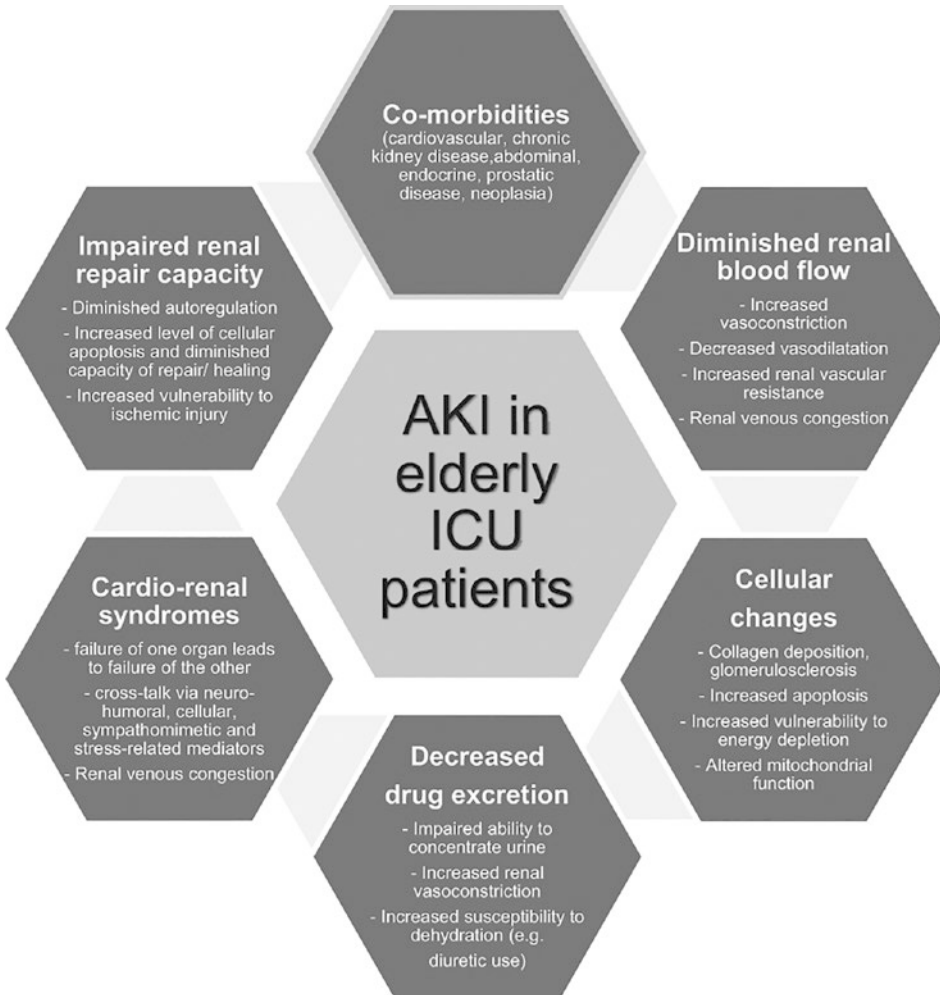 Co-morbidities
(cardiovascular, chronic
kidney disease,abdominal,
endocrine, prostatic
disease, neoplasia)
Diminished renal
blood flow
- Increased
vasoconstriction
- Decreased vasodilatation
- Increased renal vascular
resistance
- Renal venous congestion
Cellular
changes
- Collagen deposition,
glomerulosclerosis
- Increased apoptosis
- Increased vulnerability to
energy depletion
- Altered mitochondrial
function
Decreased
drug excretion
- Impaired ability to
concentrate urine
- Increased renal
vasoconstriction
- Increased susceptibility to
dehydration (e.g.
diuretic use)
Cardio-renal
syndromes
- failure of one organ leads
to failure of the other
- cross-talk via neuro-
humoral, cellular,
sympathomimetic and
stress-related mediators
- Renal venous congestion
Impaired renal
repair capacity
- Diminished autoregulation
- Increased level of cellular
apoptosis and diminished
capacity of repair/ healing
- Increased vulnerability to
ischemic injury
AKI in
elderly
ICU
patients